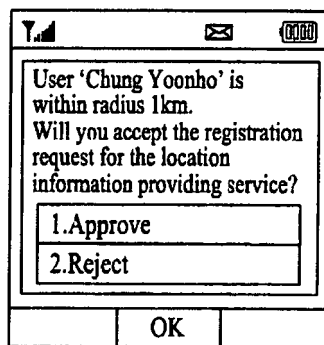 User ‘Chung Yoonho’ is
within radius 1km.
Will you accept the registration
request for the location
information providing service?
1.Approve
2.Reject
OK